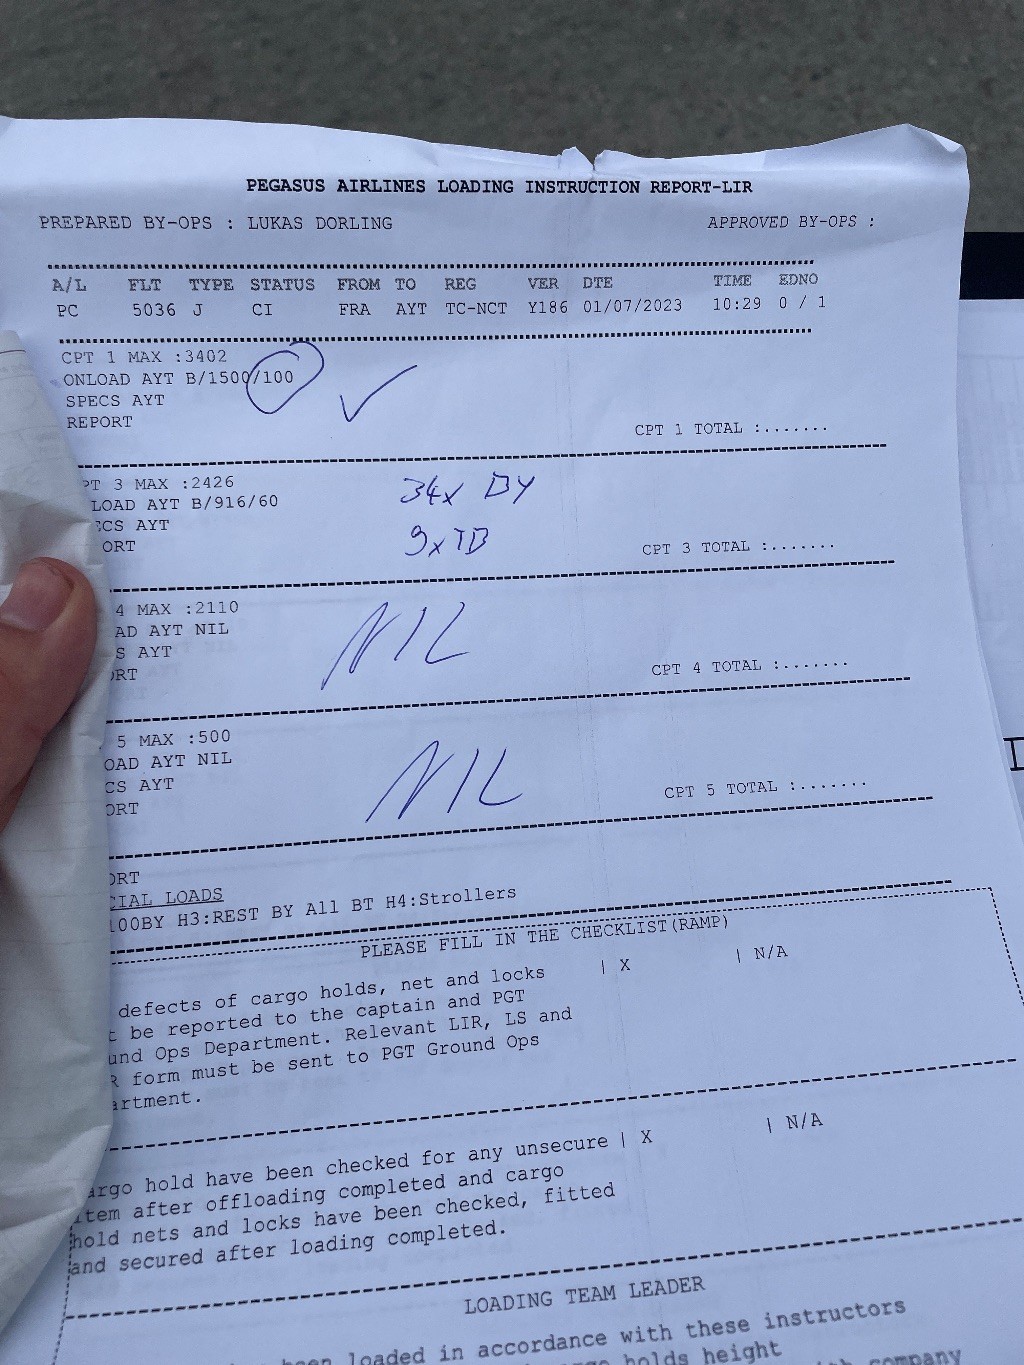 PEGASUS AIRLINES LOADING INSTRUCTION REPORT-LIR
PREPARED BY-OPS : LUKAS DORLING APPROVED BY-OPS :
A/L FLT TYPE STATUS FROM TO REG VER DTE TIME EDNO
PC 5036 J CI FRA AYT TC-NCT Y186 01/07/2023 10:29 0 / 1
CPT 1 MAX :3402
ONLOAD AYT B/1500/100
SPECS AYT
REPORT
CPT 1 TOTAL :.......
PT 3 MAX :2426
LOAD AYT B/916/60
CS AYT
ORT
34x BY
9xTB
CPT 3 TOTAL :.......
4 MAX :2110
AD AYT NIL
S AYT
RT
NIL
CPT 4 TOTAL :.......
5 MAX :500
OAD AYT NIL
CS AYT
ORT
NIL
CPT 5 TOTAL :.......
ORT
CIAL LOADS
100BY H3:REST BY All BT H4:Strollers
PLEASE FILL IN THE CHECKLIST(RAMP)
defects of cargo holds, net and locks | X | N/A
t be reported to the captain and PGT
und Ops Department. Relevant LIR, LS and
R form must be sent to PGT Ground Ops
artment.
argo hold have been checked for any unsecure | X | N/A
item after offloading completed and cargo
hold nets and locks have been checked, fitted
and secured after loading completed.
LOADING TEAM LEADER
been loaded in accordance with these instructors
holds height
company